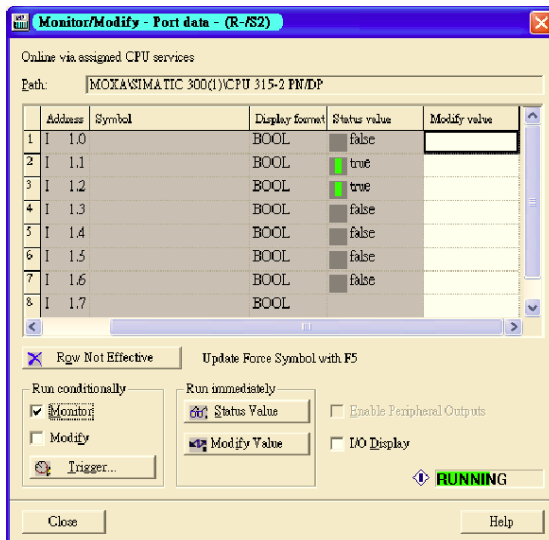 Monitor/Modify - Port data - (R-/S2)
Online via assigned CPU services
Path: MOXA\SIMATIC 300(1)\CPU 315-2 PN/DP
Address Symbol Display format Status value Modify value
1 I 1.0 BOOL false
2 I 1.1 BOOL true
3 I 1.2 BOOL true
4 I 1.3 BOOL false
5 I 1.4 BOOL false
6 I 1.5 BOOL false
7 I 1.6 BOOL false
8 I 1.7 BOOL
Row Not Effective Update Force Symbol with F5
Run conditionally Run immediately
Monitor Status Value Enable Peripheral Outputs
Modify Modify Value I/O Display
Trigger...
RUNNING
Close Help